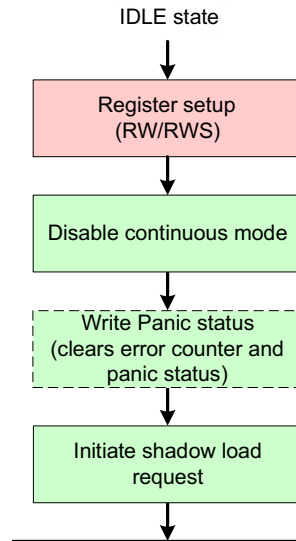 IDLE state
Register setup
(RW/RWS)
Disable continuous mode
Write Panic status
(clears error counter and
panic status)
Initiate shadow load
request